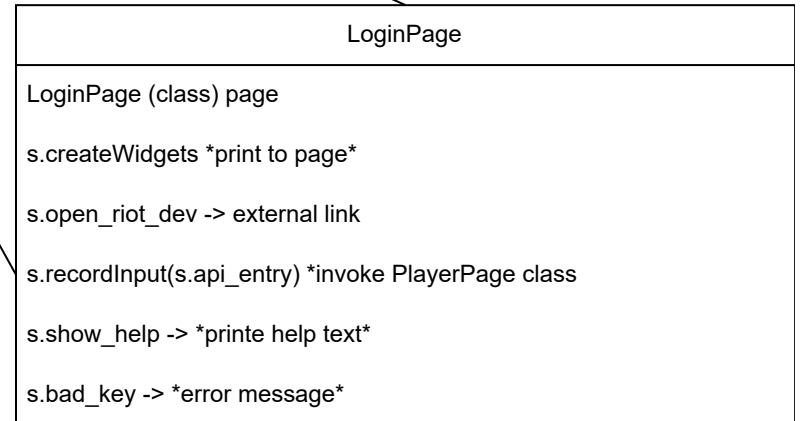 LoginPage
LoginPage (class) page
s.createWidgets *print to page*
s.open_riot_dev -> external link
s.recordInput(s.api_entry) *invoke PlayerPage class
s.show_help -> *printe help text*
s.bad_key -> *error message*